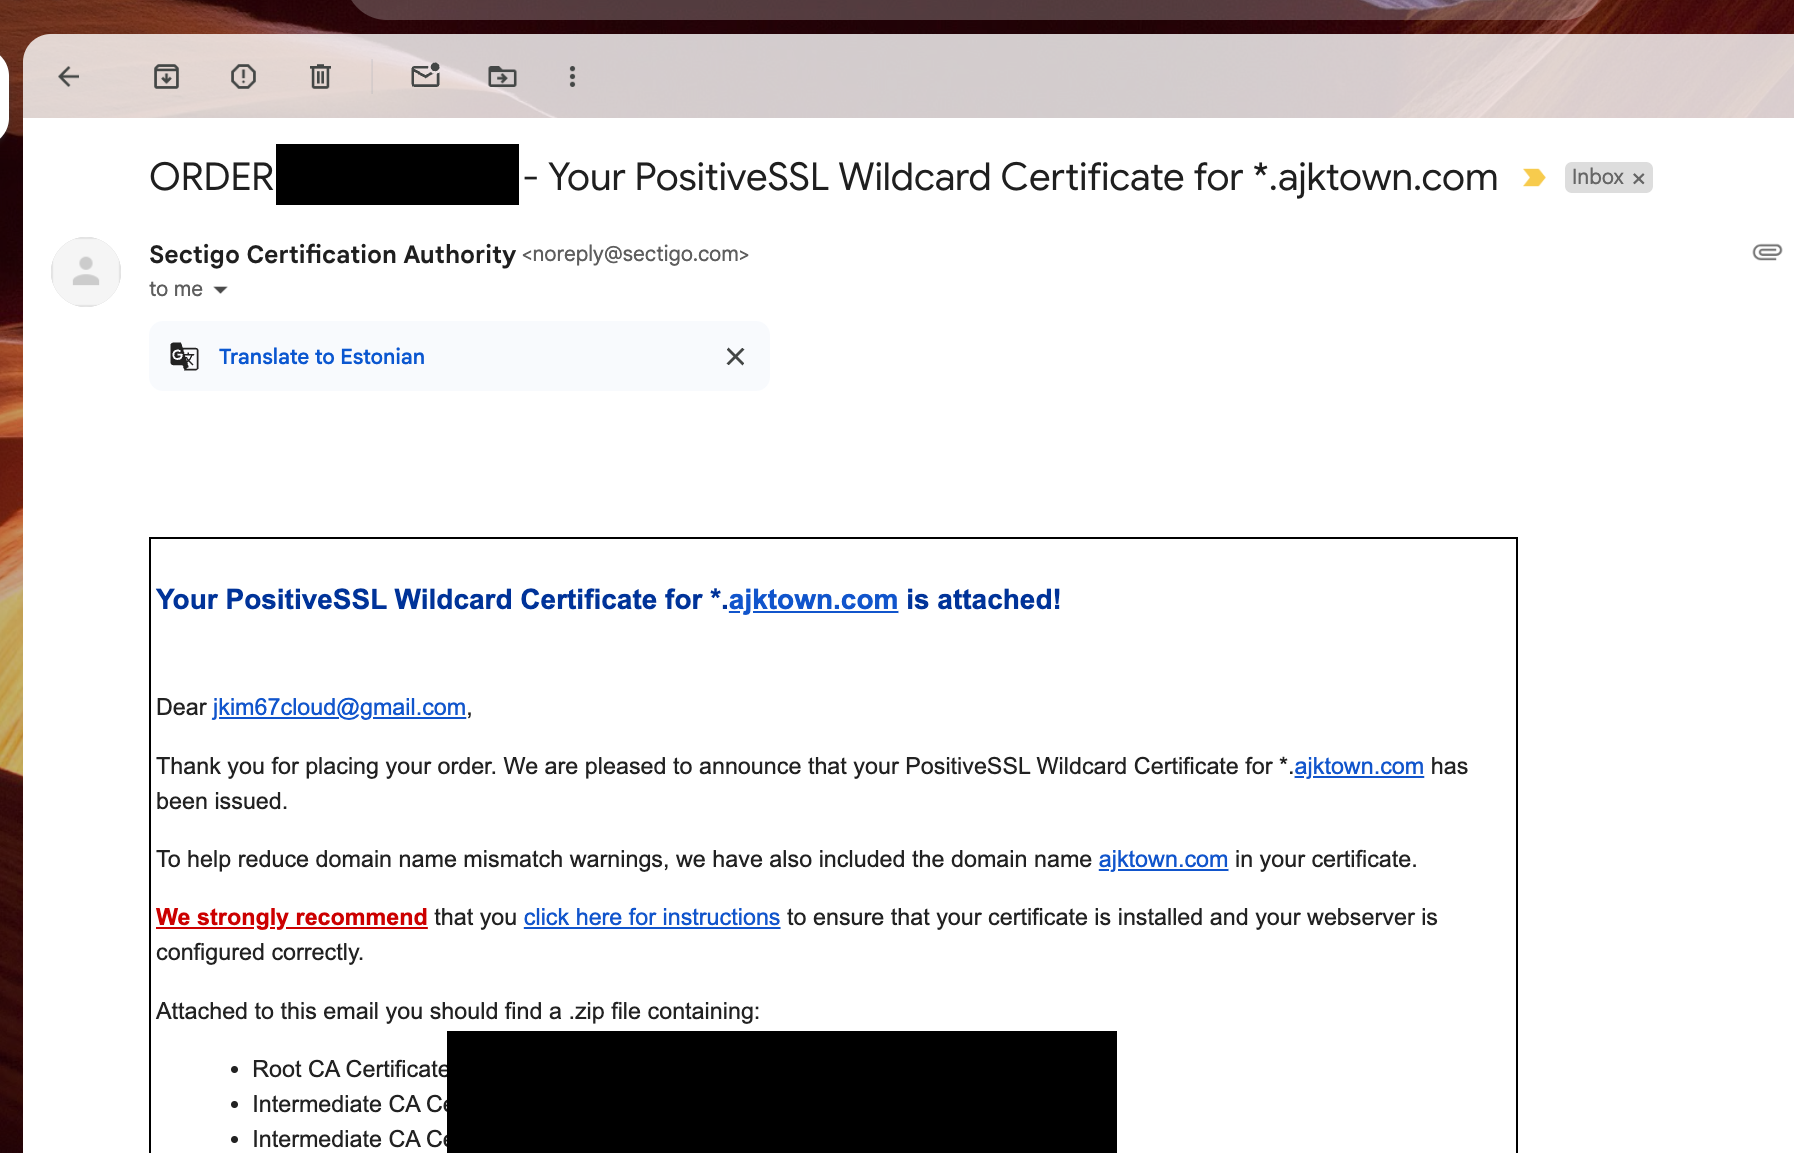 ORDER - Your PositiveSSL Wildcard Certificate for *.ajktown.com Inbox ×
Sectigo Certification Authority <noreply@sectigo.com>
to me
Translate to Estonian
Your PositiveSSL Wildcard Certificate for *.ajktown.com is attached!
Dear jkim67cloud@gmail.com,
Thank you for placing your order. We are pleased to announce that your PositiveSSL Wildcard Certificate for *.ajktown.com has
been issued.
To help reduce domain name mismatch warnings, we have also included the domain name ajktown.com in your certificate.
We strongly recommend that you click here for instructions to ensure that your certificate is installed and your webserver is
configured correctly.
Attached to this email you should find a .zip file containing:
• Root CA Certificate
• Intermediate CA
• Intermediate CA